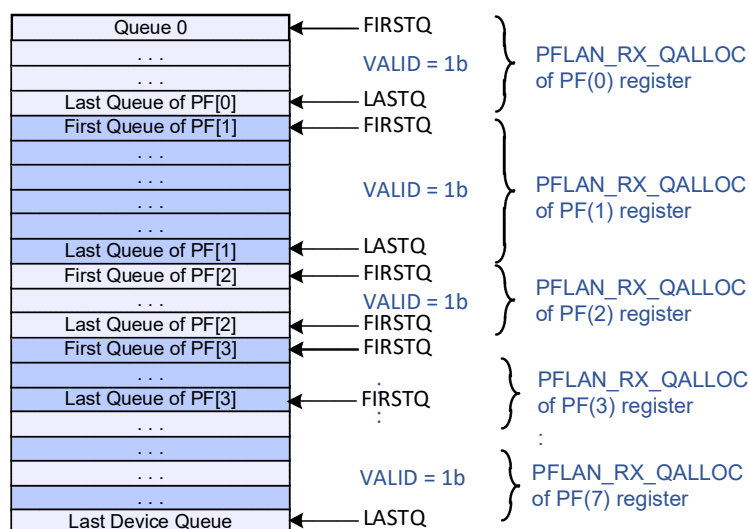 Queue 0 FIRSTQ
. . . VALID = 1b PFLAN_RX_QALLOC
. . . of PF(0) register
Last Queue of PF[0] LASTQ
First Queue of PF[1] FIRSTQ
. . .
. . .
. . . VALID = 1b PFLAN_RX_QALLOC
. . . of PF(1) register
Last Queue of PF[1] LASTQ
First Queue of PF[2] FIRSTQ
. . . VALID = 1b PFLAN_RX_QALLOC
Last Queue of PF[2] FIRSTQ of PF(2) register
First Queue of PF[3] FIRSTQ
. . . : PFLAN_RX_QALLOC
Last Queue of PF[3] FIRSTQ of PF(3) register
. . . :
. . . :
. . . VALID = 1b PFLAN_RX_QALLOC
. . . of PF(7) register
Last Device Queue LASTQ